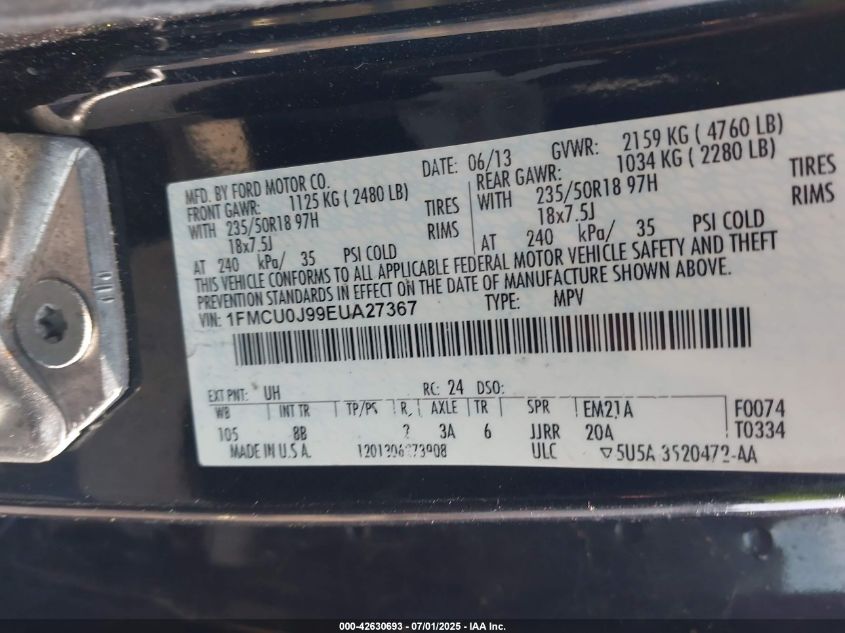 MFD. BY FORD MOTOR CO. DATE: 06/13 GVWR: 2159 KG ( 4760 LB)
FRONT GAWR: 1125 KG ( 2480 LB) REAR GAWR: 1034 KG ( 2280 LB)
WITH 235/50R18 97H TIRES WITH 235/50R18 97H TIRES
18x7.5J RIMS 18x7.5J RIMS
AT 240 kPa/ 35 PSI COLD AT 240 kPa/ 35 PSI COLD
THIS VEHICLE CONFORMS TO ALL APPLICABLE FEDERAL MOTOR VEHICLE SAFETY AND THEFT
PREVENTION STANDARDS IN EFFECT ON THE DATE OF MANUFACTURE SHOWN ABOVE.
VIN: 1FMCU0J99EUA27367 TYPE: MPV
EXT PNT: UH RC: 24 DSO:
WB INT TR TP/PS R AXLE TR SPR EM21A F0074
105 8B 3A 6 JJRR 20A T0334
MADE IN U.S.A. ULC ▽5U5A-3520472-AA
000-42630693 - 07/01/2025 - IAA Inc.